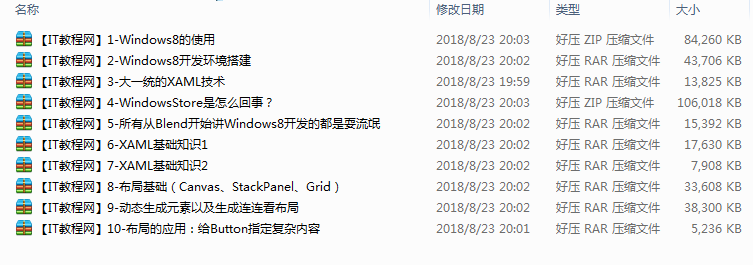 名称 修改日期 类型 大小
【IT教程网】1-Windows8的使用 2018/8/23 20:03 好压 ZIP 压缩文件 84,260 KB
【IT教程网】2-Windows8开发环境搭建 2018/8/23 20:02 好压 RAR 压缩文件 43,706 KB
【IT教程网】3-大一统的XAML技术 2018/8/23 19:59 好压 RAR 压缩文件 13,825 KB
【IT教程网】4-WindowsStore是怎么回事？ 2018/8/23 20:03 好压 ZIP 压缩文件 106,018 KB
【IT教程网】5-所有从Blend开始讲Windows8开发的都是耍流氓 2018/8/23 20:02 好压 RAR 压缩文件 15,392 KB
【IT教程网】6-XAML基础知识1 2018/8/23 20:02 好压 RAR 压缩文件 17,630 KB
【IT教程网】7-XAML基础知识2 2018/8/23 20:02 好压 RAR 压缩文件 7,908 KB
【IT教程网】8-布局基础（Canvas、StackPanel、Grid） 2018/8/23 20:02 好压 RAR 压缩文件 33,608 KB
【IT教程网】9-动态生成元素以及生成连连看布局 2018/8/23 20:02 好压 RAR 压缩文件 38,300 KB
【IT教程网】10-布局的应用：给Button指定复杂内容 2018/8/23 20:01 好压 RAR 压缩文件 5,236 KB